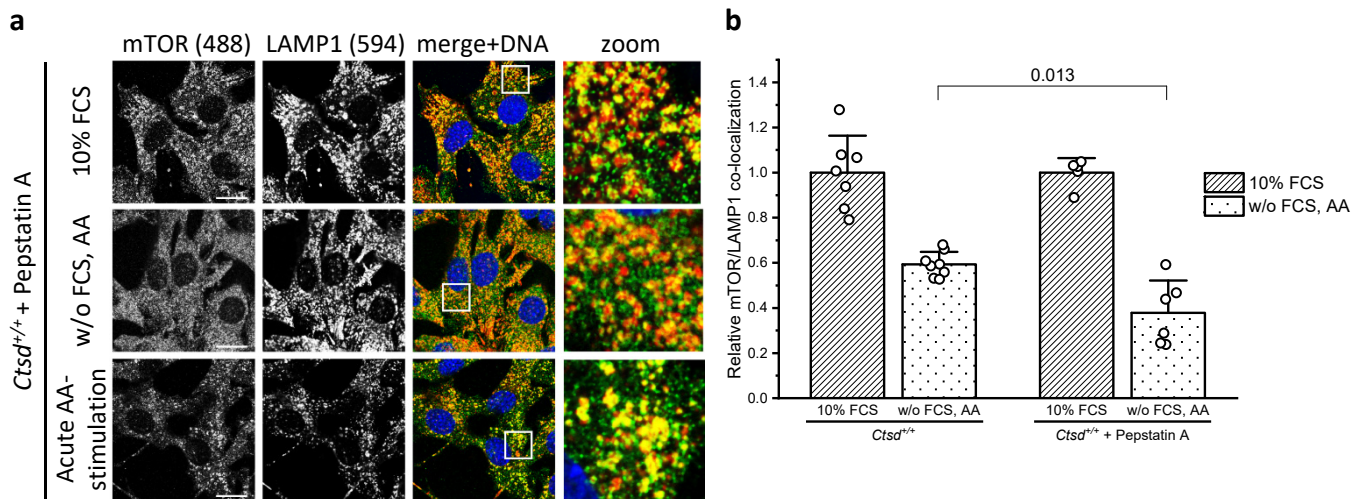 a
mTOR (488) LAMP1 (594) merge+DNA zoom
Ctsd+/+ + Pepstatin A
10% FCS
w/o FCS, AA
Acute AA-
stimulation
b
Relative mTOR/LAMP1 co-localization
1.4
1.2
1.0
0.8
0.6
0.4
0.2
0.0
0.013
10% FCS
w/o FCS, AA
10% FCS w/o FCS, AA 10% FCS w/o FCS, AA
Ctsd+/+ Ctsd+/+ + Pepstatin A